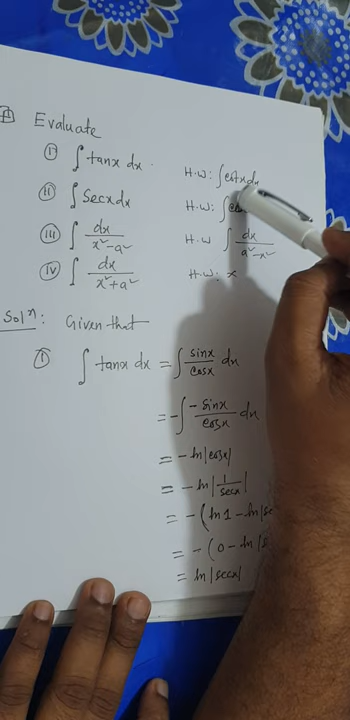 Evaluate
(i) ∫ tanx dx. H.W: ∫cotx dx
(ii) ∫ Secx dx H.W: ∫
(iii) ∫ dx / x² - a² H.W ∫ dx / a² - x²
(iv) ∫ dx / x² + a² H.W: ×
Solⁿ: Given that
(i) ∫ tanx dx = ∫ sinx / cosx dx
= -∫ -sinx / cosx dx
= -ln|cosx|
= -ln|1 / secx|
= -(ln1 - ln|se
= -(0 - ln|s
= ln|secx|